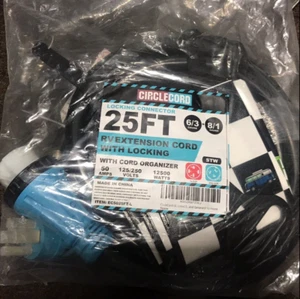 CIRCLECORD
LOCKING CONNECTOR
25FT
6/3
8/1
RV EXTENSION CORD
WITH LOCKING
WITH CORD ORGANIZER
STW
50 AMPS
125/250 VOLTS
12500 WATTS
MADE IN CHINA